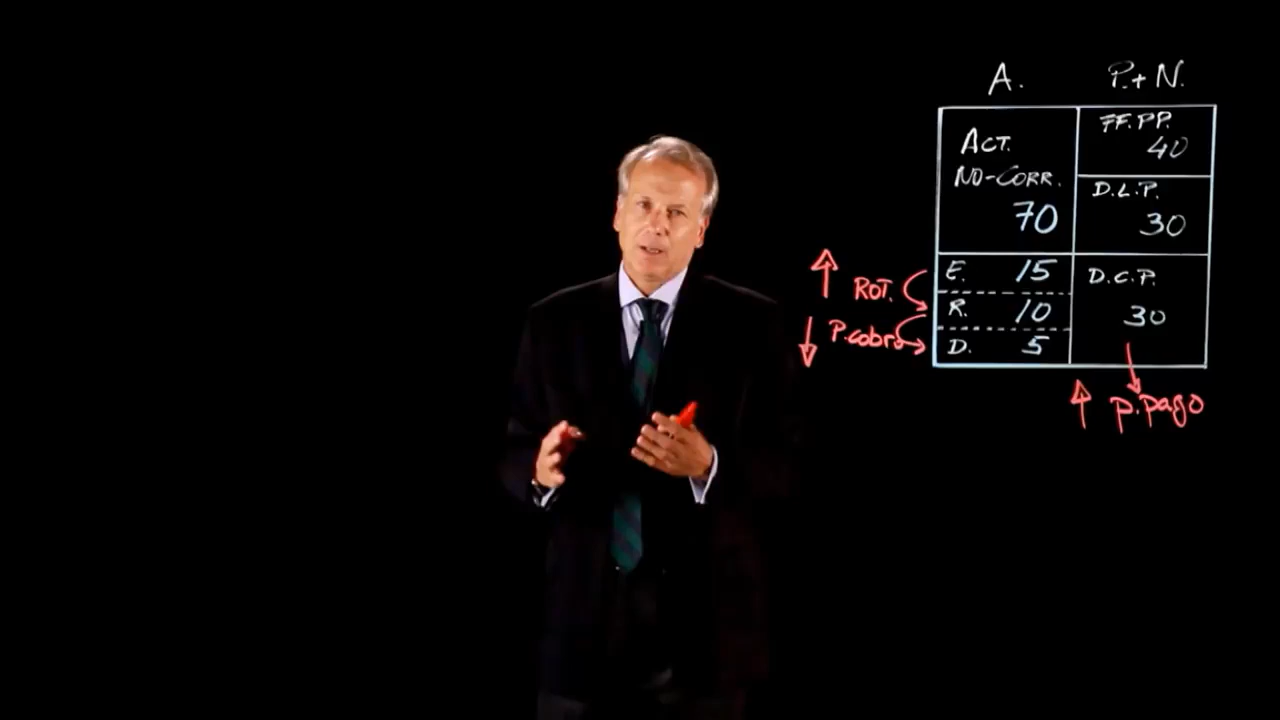 A. P.+N.
ACT.
NO-CORR.
70
FF.PP.
40
D.L.P.
30
E. 15
R. 10
D. 5
D.C.P.
30
ROT.
P.cobro
p.pago